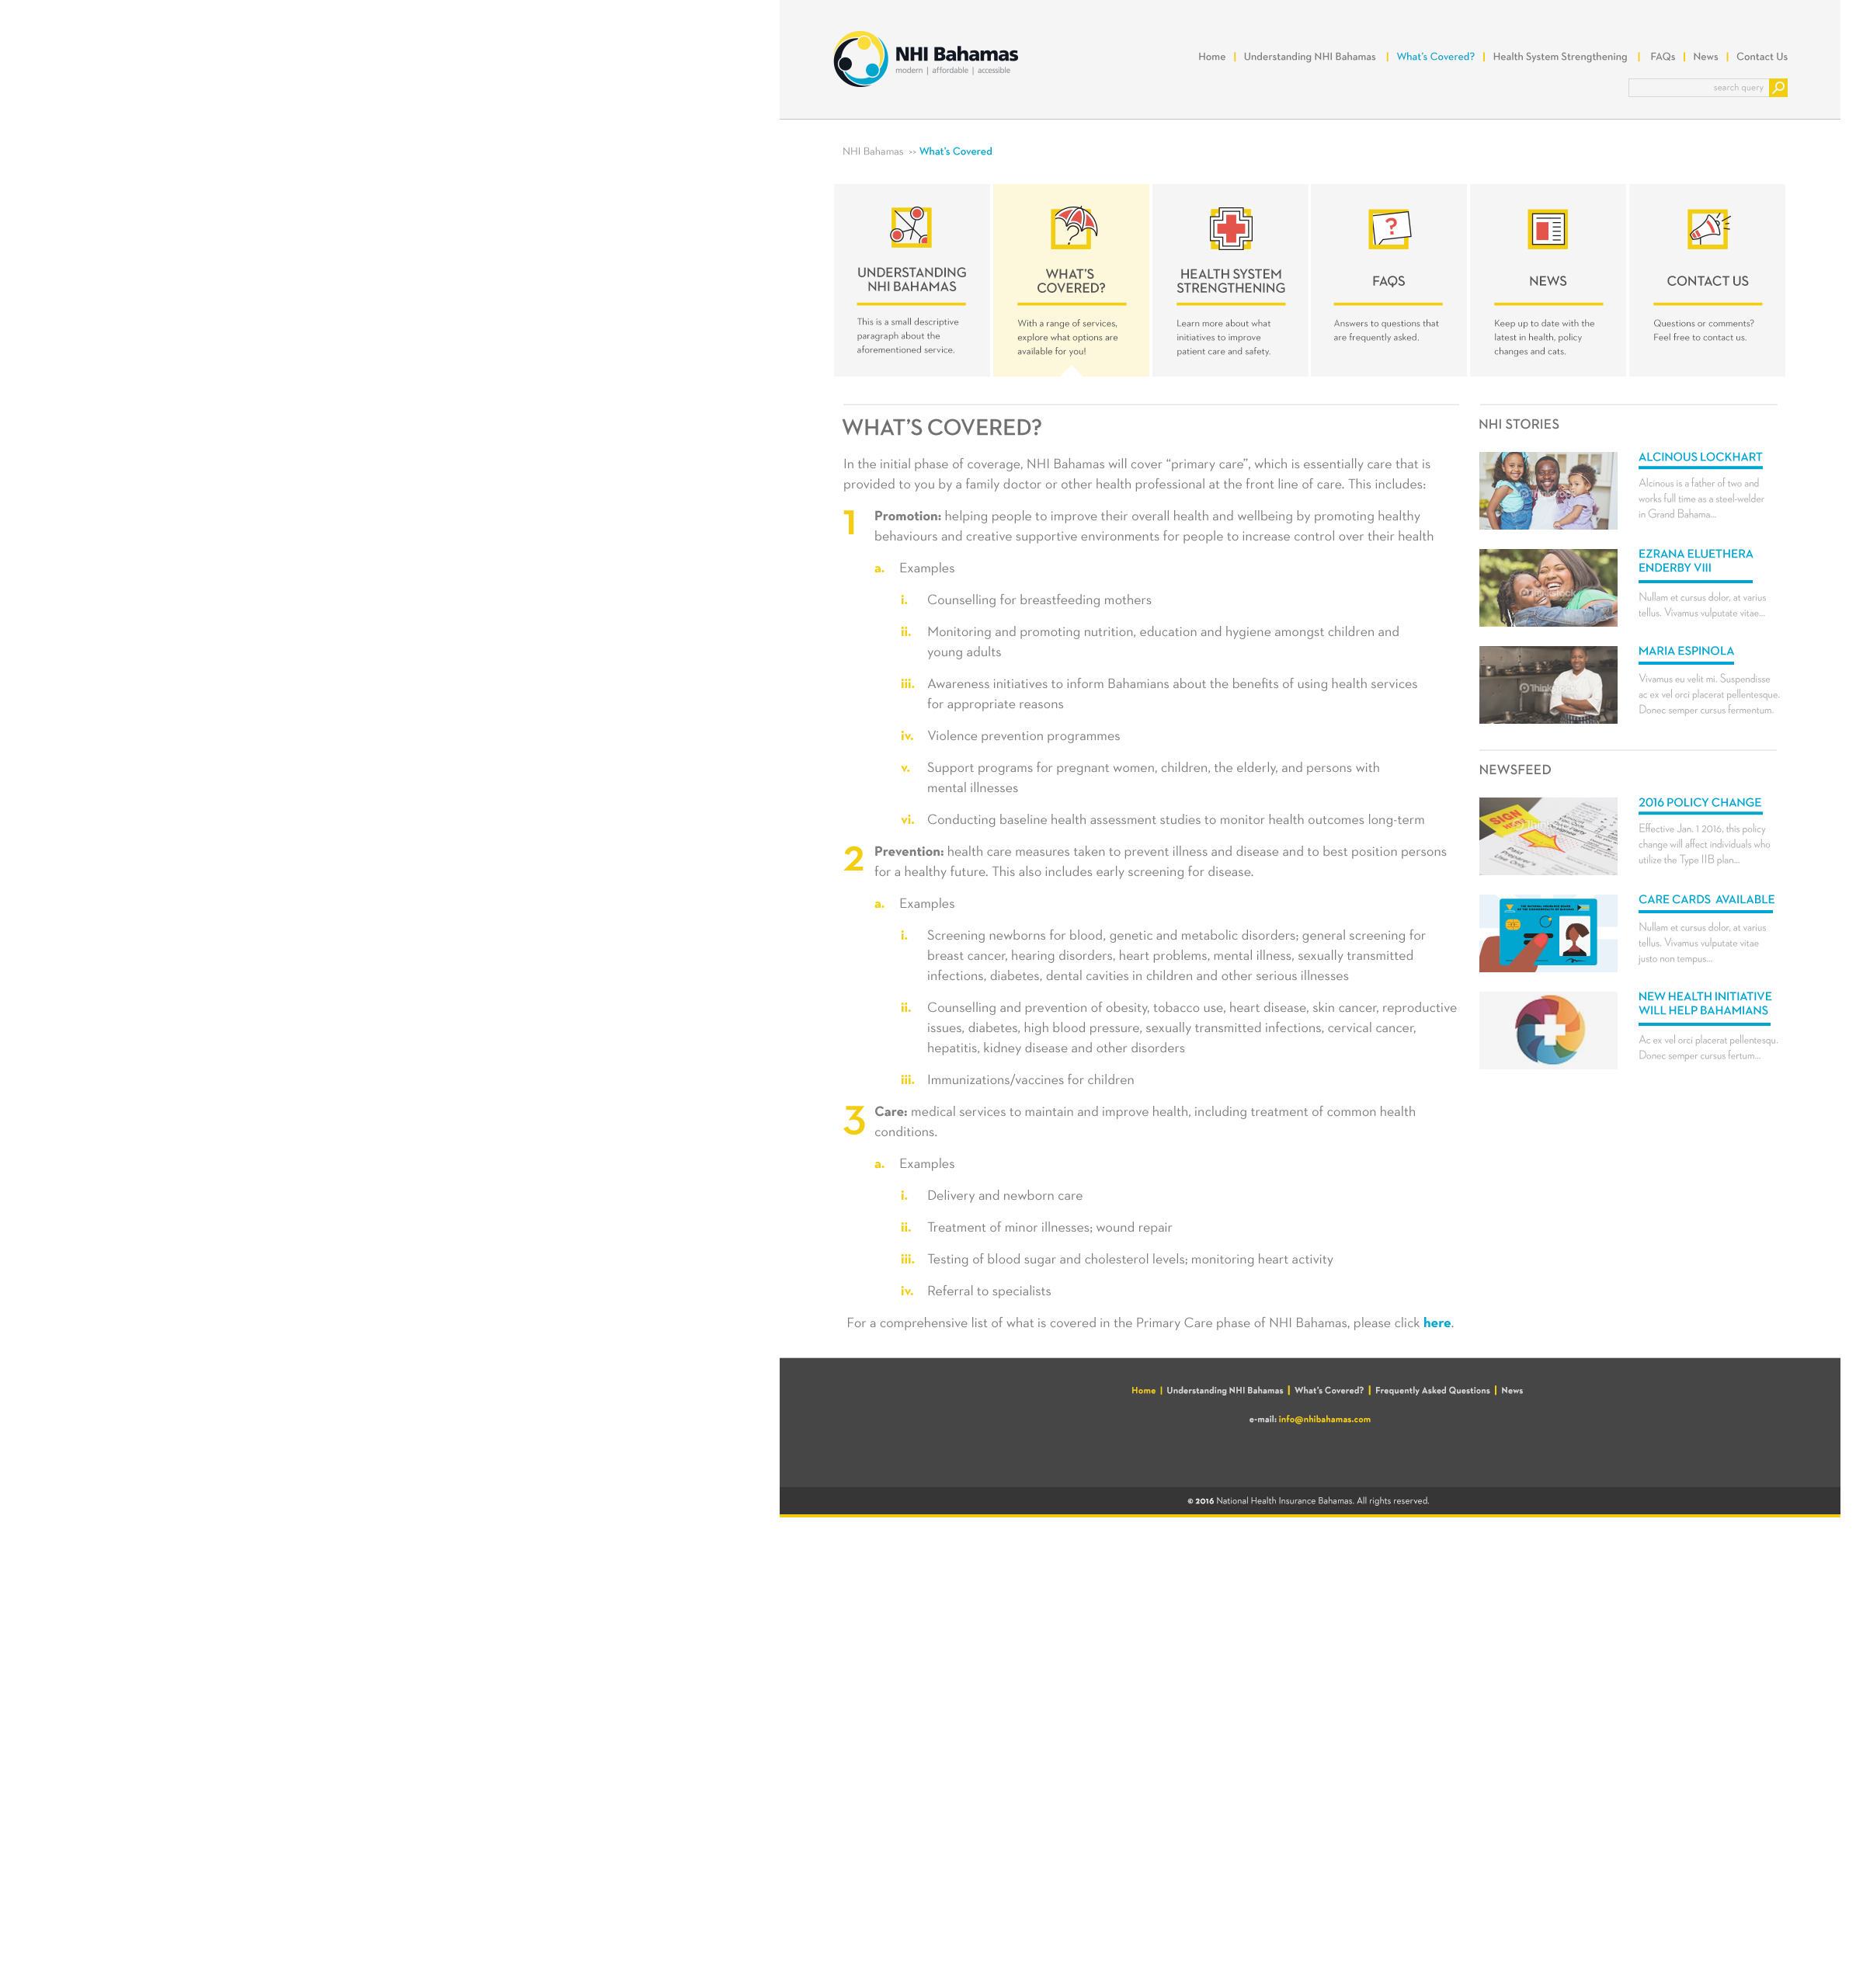 NHI Bahamas
modern | affordable | accessible
Home | Understanding NHI Bahamas | What's Covered? | Health System Strengthening | FAQs | News | Contact Us
search query
NHI Bahamas »» What's Covered
UNDERSTANDING
NHI BAHAMAS
This is a small descriptive
paragraph about the
aforementioned service.
WHAT'S
COVERED?
With a range of services,
explore what options are
available for you!
HEALTH SYSTEM
STRENGTHENING
Learn more about what
initiatives to improve
patient care and safety.
FAQS
Answers to questions that
are frequently asked.
NEWS
Keep up to date with the
latest in health, policy
changes and cats.
CONTACT US
Questions or comments?
Feel free to contact us.
WHAT'S COVERED?
In the initial phase of coverage, NHI Bahamas will cover “primary care”, which is essentially care that is
provided to you by a family doctor or other health professional at the front line of care. This includes:
1 Promotion: helping people to improve their overall health and wellbeing by promoting healthy
behaviours and creative supportive environments for people to increase control over their health
a. Examples
i. Counselling for breastfeeding mothers
ii. Monitoring and promoting nutrition, education and hygiene amongst children and
young adults
iii. Awareness initiatives to inform Bahamians about the benefits of using health services
for appropriate reasons
iv. Violence prevention programmes
v. Support programs for pregnant women, children, the elderly, and persons with
mental illnesses
vi. Conducting baseline health assessment studies to monitor health outcomes long-term
2 Prevention: health care measures taken to prevent illness and disease and to best position persons
for a healthy future. This also includes early screening for disease.
a. Examples
i. Screening newborns for blood, genetic and metabolic disorders; general screening for
breast cancer, hearing disorders, heart problems, mental illness, sexually transmitted
infections, diabetes, dental cavities in children and other serious illnesses
ii. Counselling and prevention of obesity, tobacco use, heart disease, skin cancer, reproductive
issues, diabetes, high blood pressure, sexually transmitted infections, cervical cancer,
hepatitis, kidney disease and other disorders
iii. Immunizations/vaccines for children
3 Care: medical services to maintain and improve health, including treatment of common health
conditions.
a. Examples
i. Delivery and newborn care
ii. Treatment of minor illnesses; wound repair
iii. Testing of blood sugar and cholesterol levels; monitoring heart activity
iv. Referral to specialists
For a comprehensive list of what is covered in the Primary Care phase of NHI Bahamas, please click here.
NHI STORIES
ALCINOUS LOCKHART
Alcinous is a father of two and
works full time as a steel-welder
in Grand Bahama...
EZRANA ELUETHERA
ENDERBY VIII
Nullam et cursus dolor, at varius
tellus. Vivamus vulputate vitae...
MARIA ESPINOLA
Vivamus eu velit mi. Suspendisse
ac ex vel orci placerat pellentesque.
Donec semper cursus fermentum.
NEWSFEED
SIGN
2016 POLICY CHANGE
Effective Jan. 1 2016, this policy
change will affect individuals who
utilize the Type IIB plan...
CARE CARDS AVAILABLE
Nullam et cursus dolor, at varius
tellus. Vivamus vulputate vitae
justo non tempus...
NEW HEALTH INITIATIVE
WILL HELP BAHAMIANS
Ac ex vel orci placerat pellentesqu.
Donec semper cursus fertum...
Home | Understanding NHI Bahamas | What's Covered? | Frequently Asked Questions | News
e-mail: info@nhibahamas.com
© 2016 National Health Insurance Bahamas. All rights reserved.